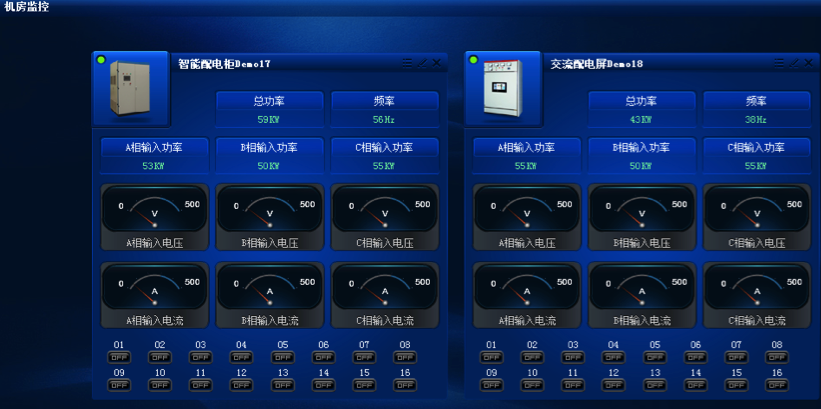 机房监控
智能配电柜Demo17
总功率 频率
59KW 56Hz
A相输入功率 B相输入功率 C相输入功率
53KW 50KW 55KW
0 500 0 500 0 500
V V V
A相输入电压 B相输入电压 C相输入电压
0 500 0 500 0 500
A A A
A相输入电流 B相输入电流 C相输入电流
01 02 03 04 05 06 07 08
OFF OFF OFF OFF OFF OFF OFF OFF
09 10 11 12 13 14 15 16
OFF OFF OFF OFF OFF OFF OFF OFF
交流配电屏Demo18
总功率 频率
43KW 38Hz
A相输入功率 B相输入功率 C相输入功率
55KW 50KW 55KW
0 500 0 500 0 500
V V V
A相输入电压 B相输入电压 C相输入电压
0 500 0 500 0 500
A A A
A相输入电流 B相输入电流 C相输入电流
01 02 03 04 05 06 07 08
OFF OFF OFF OFF OFF OFF OFF OFF
09 10 11 12 13 14 15 16
OFF OFF OFF OFF OFF OFF OFF OFF